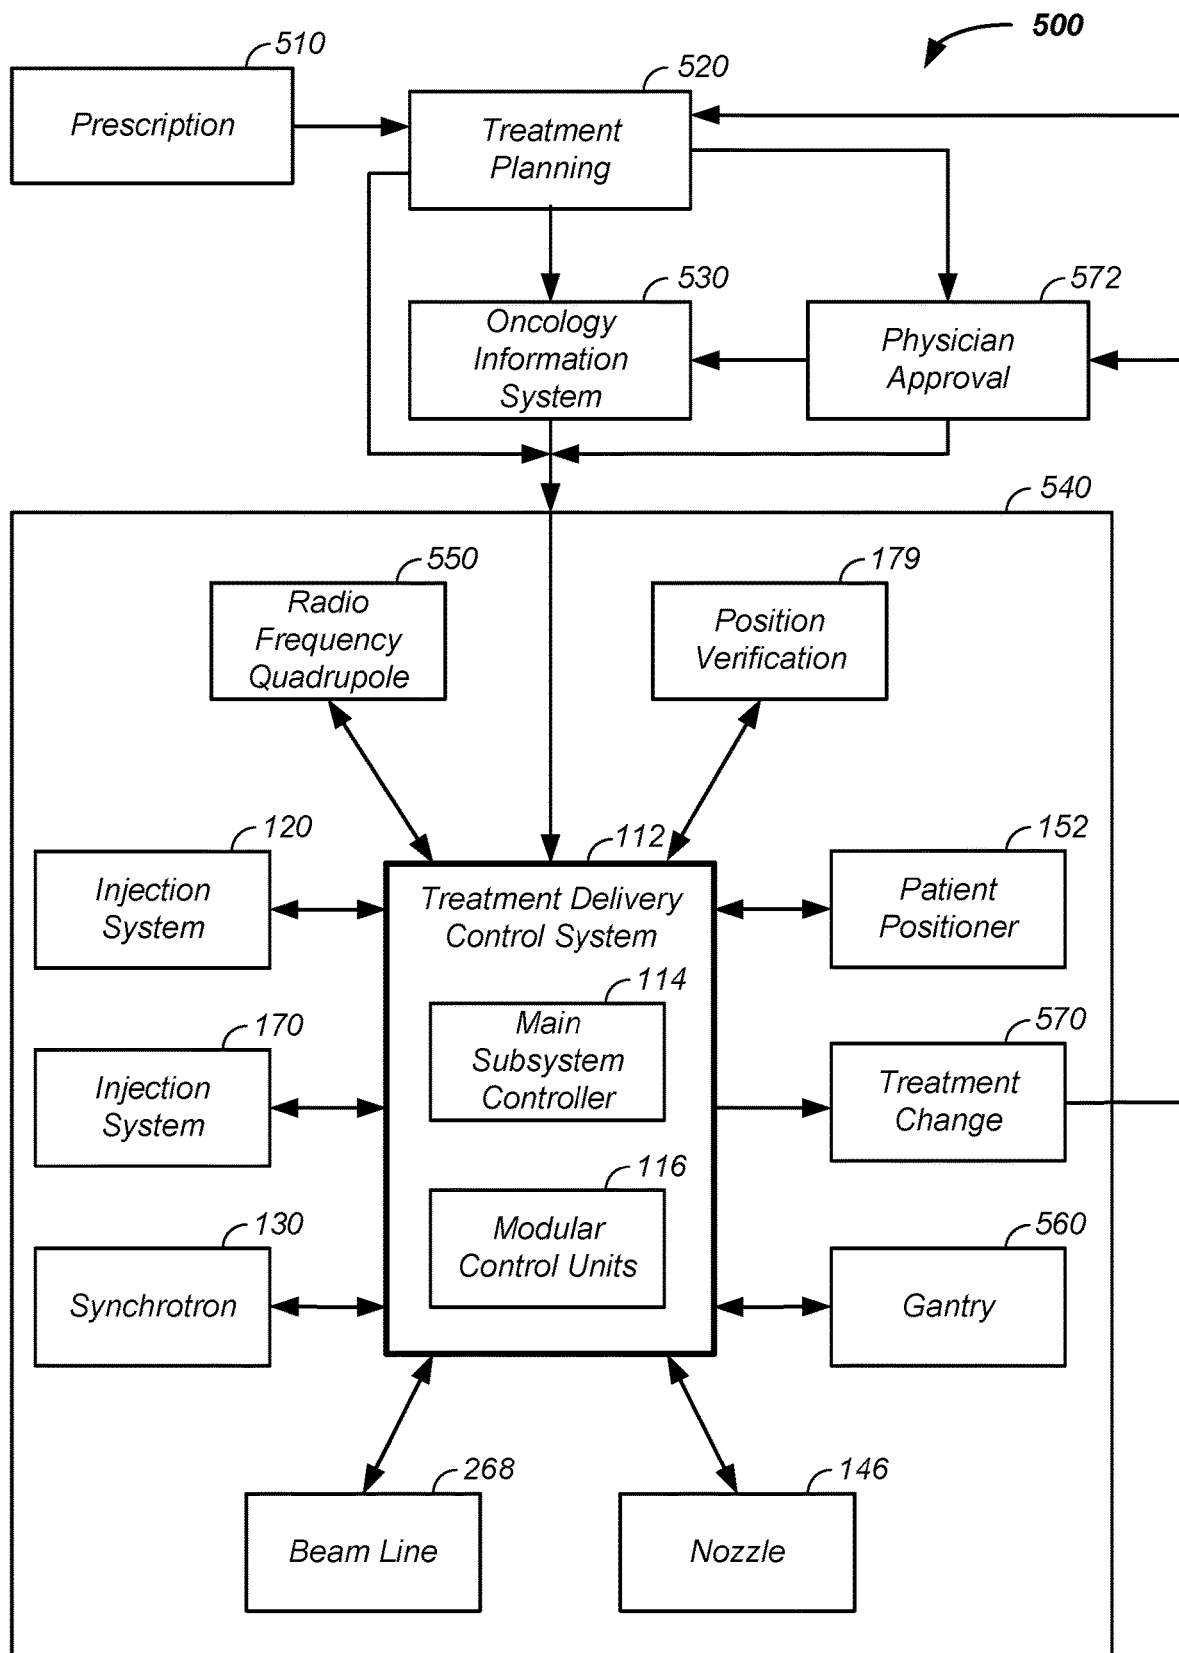 500
510
Prescription
520
Treatment
Planning
530
Oncology
Information
System
572
Physician
Approval
540
550
Radio
Frequency
Quadrupole
179
Position
Verification
120
Injection
System
112
Treatment Delivery
Control System
152
Patient
Positioner
114
Main
Subsystem
Controller
170
Injection
System
570
Treatment
Change
116
Modular
Control Units
130
Synchrotron
560
Gantry
268
Beam Line
146
Nozzle